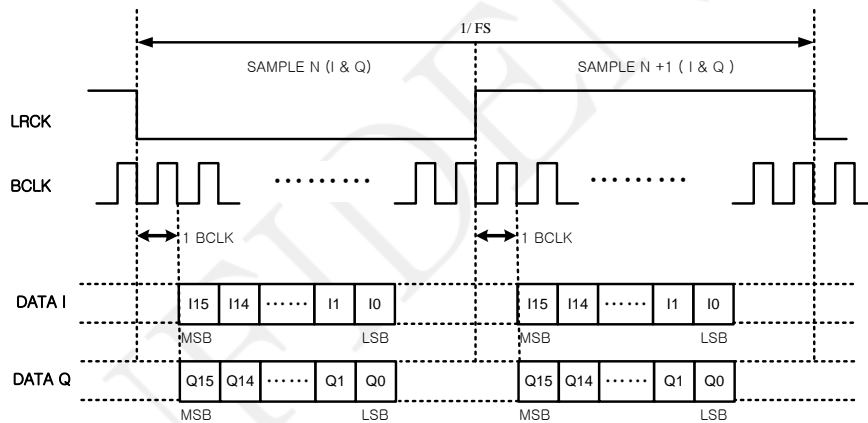 1/ FS
SAMPLE N (I & Q)
SAMPLE N +1 ( I & Q )
LRCK
BCLK
1 BCLK
1 BCLK
DATA I
I15 I14 ...... I1 I0
I15 I14 ...... I1 I0
MSB
LSB
MSB
LSB
DATA Q
Q15 Q14 ...... Q1 Q0
Q15 Q14 ...... Q1 Q0
MSB
LSB
MSB
LSB